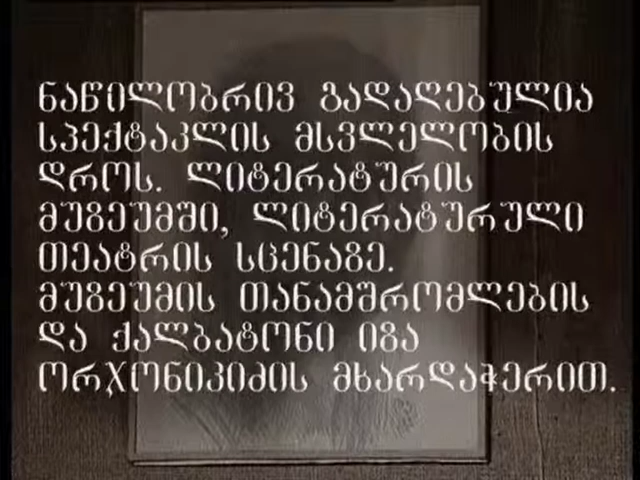 ნაწილობრივ გადაღებულია
სპექტაკლის მსვლელობის
დროს. ლიტერატურის
მუზეუმში, ლიტერატურული
თეატრის სცენაზე.
მუზეუმის თანამშრომლების
და ქალბატონი იზა
ორჯონიკიძის მხარდაჭერით.